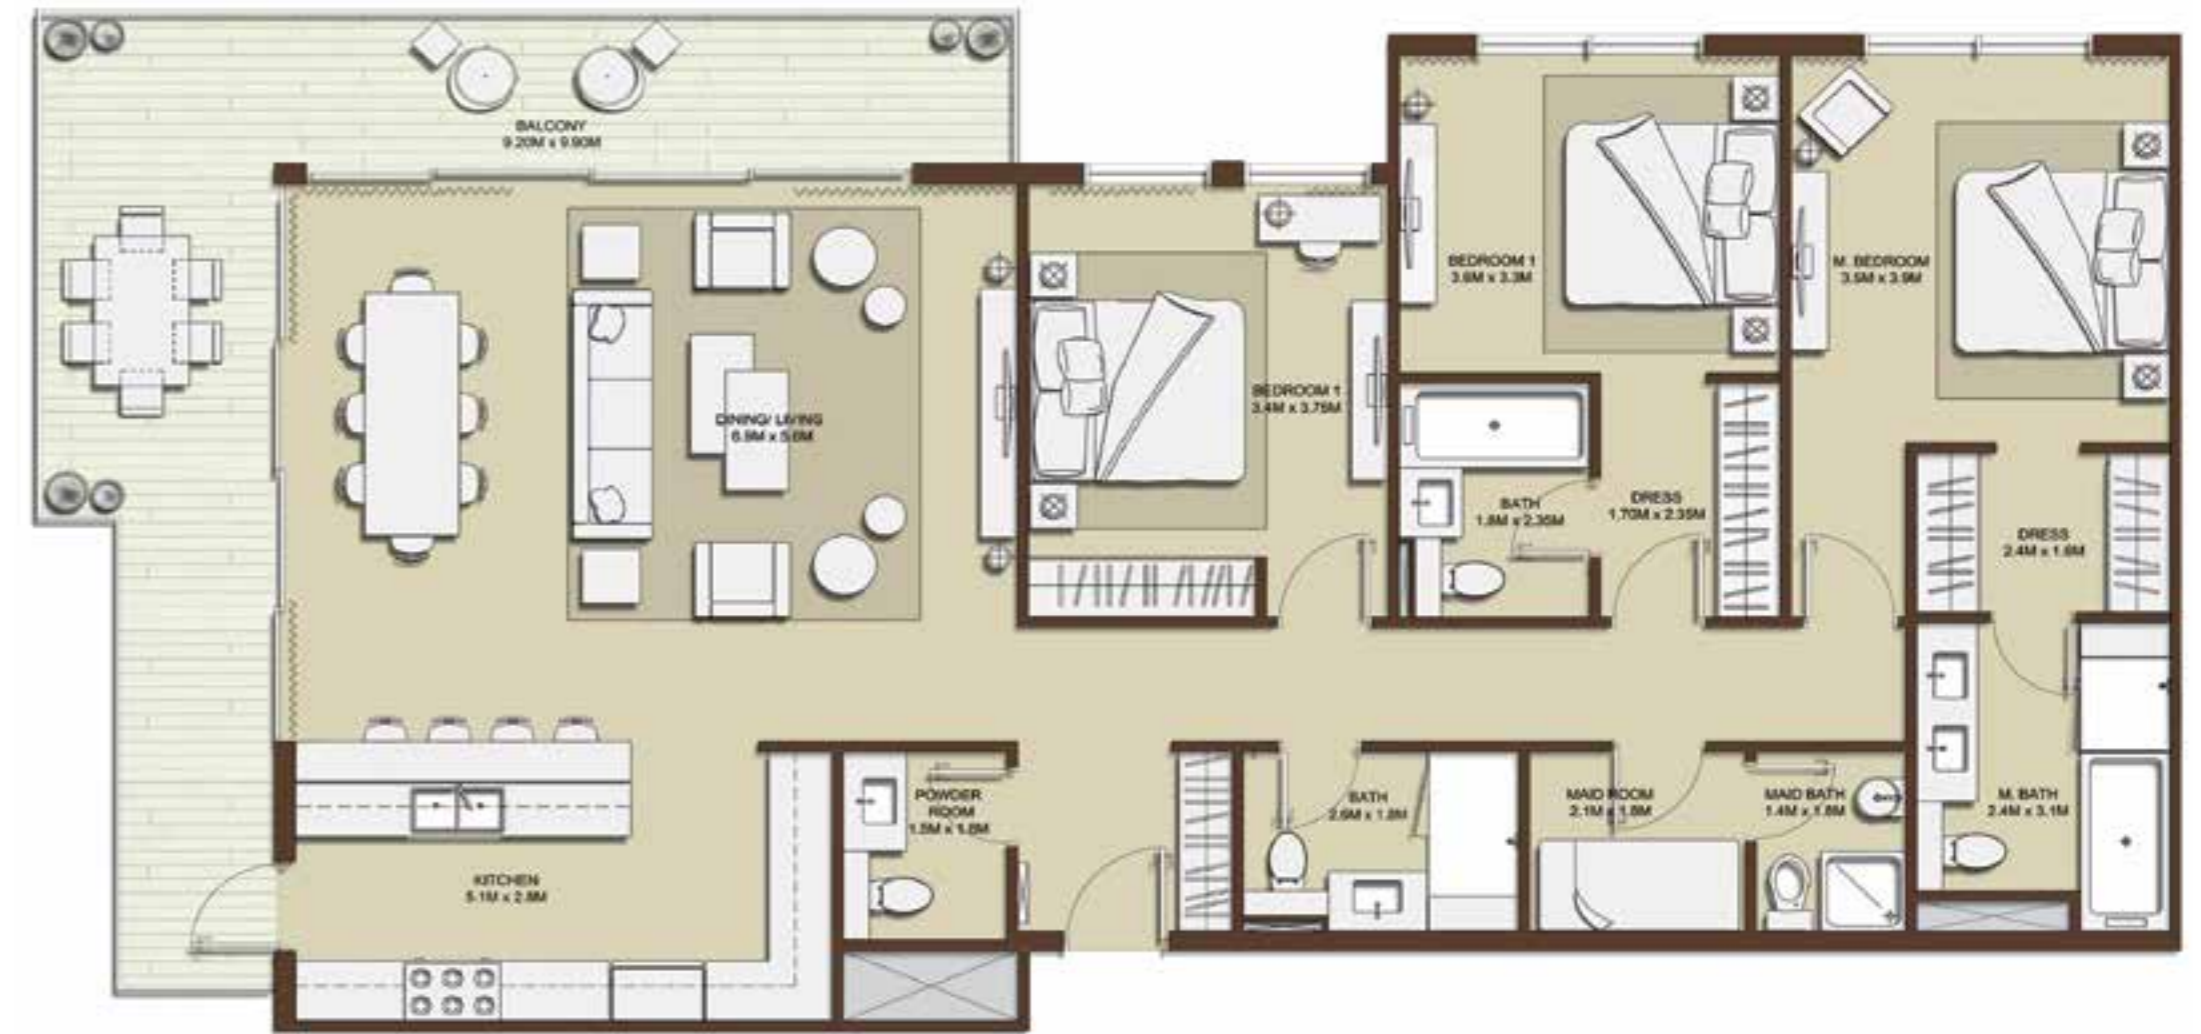 BALCONY
9.20M x 9.90M
BEDROOM 1
3.6M x 3.3M
M. BEDROOM
3.5M x 3.9M
BEDROOM 1
3.4M x 3.75M
DINING/ LIVING
6.9M x 5.6M
BATH
1.8M x 2.35M
DRESS
1.70M x 2.35M
DRESS
2.4M x 1.6M
POWDER
ROOM
1.5M x 1.8M
BATH
2.6M x 1.8M
MAID ROOM
2.1M x 1.8M
MAID BATH
1.4M x 1.8M
M. BATH
2.4M x 3.1M
KITCHEN
5.1M x 2.8M